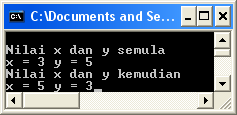 C:\Documents and Se...
Nilai x dan y semula
x = 3 y = 5
Nilai x dan y kemudian
x = 5 y = 3